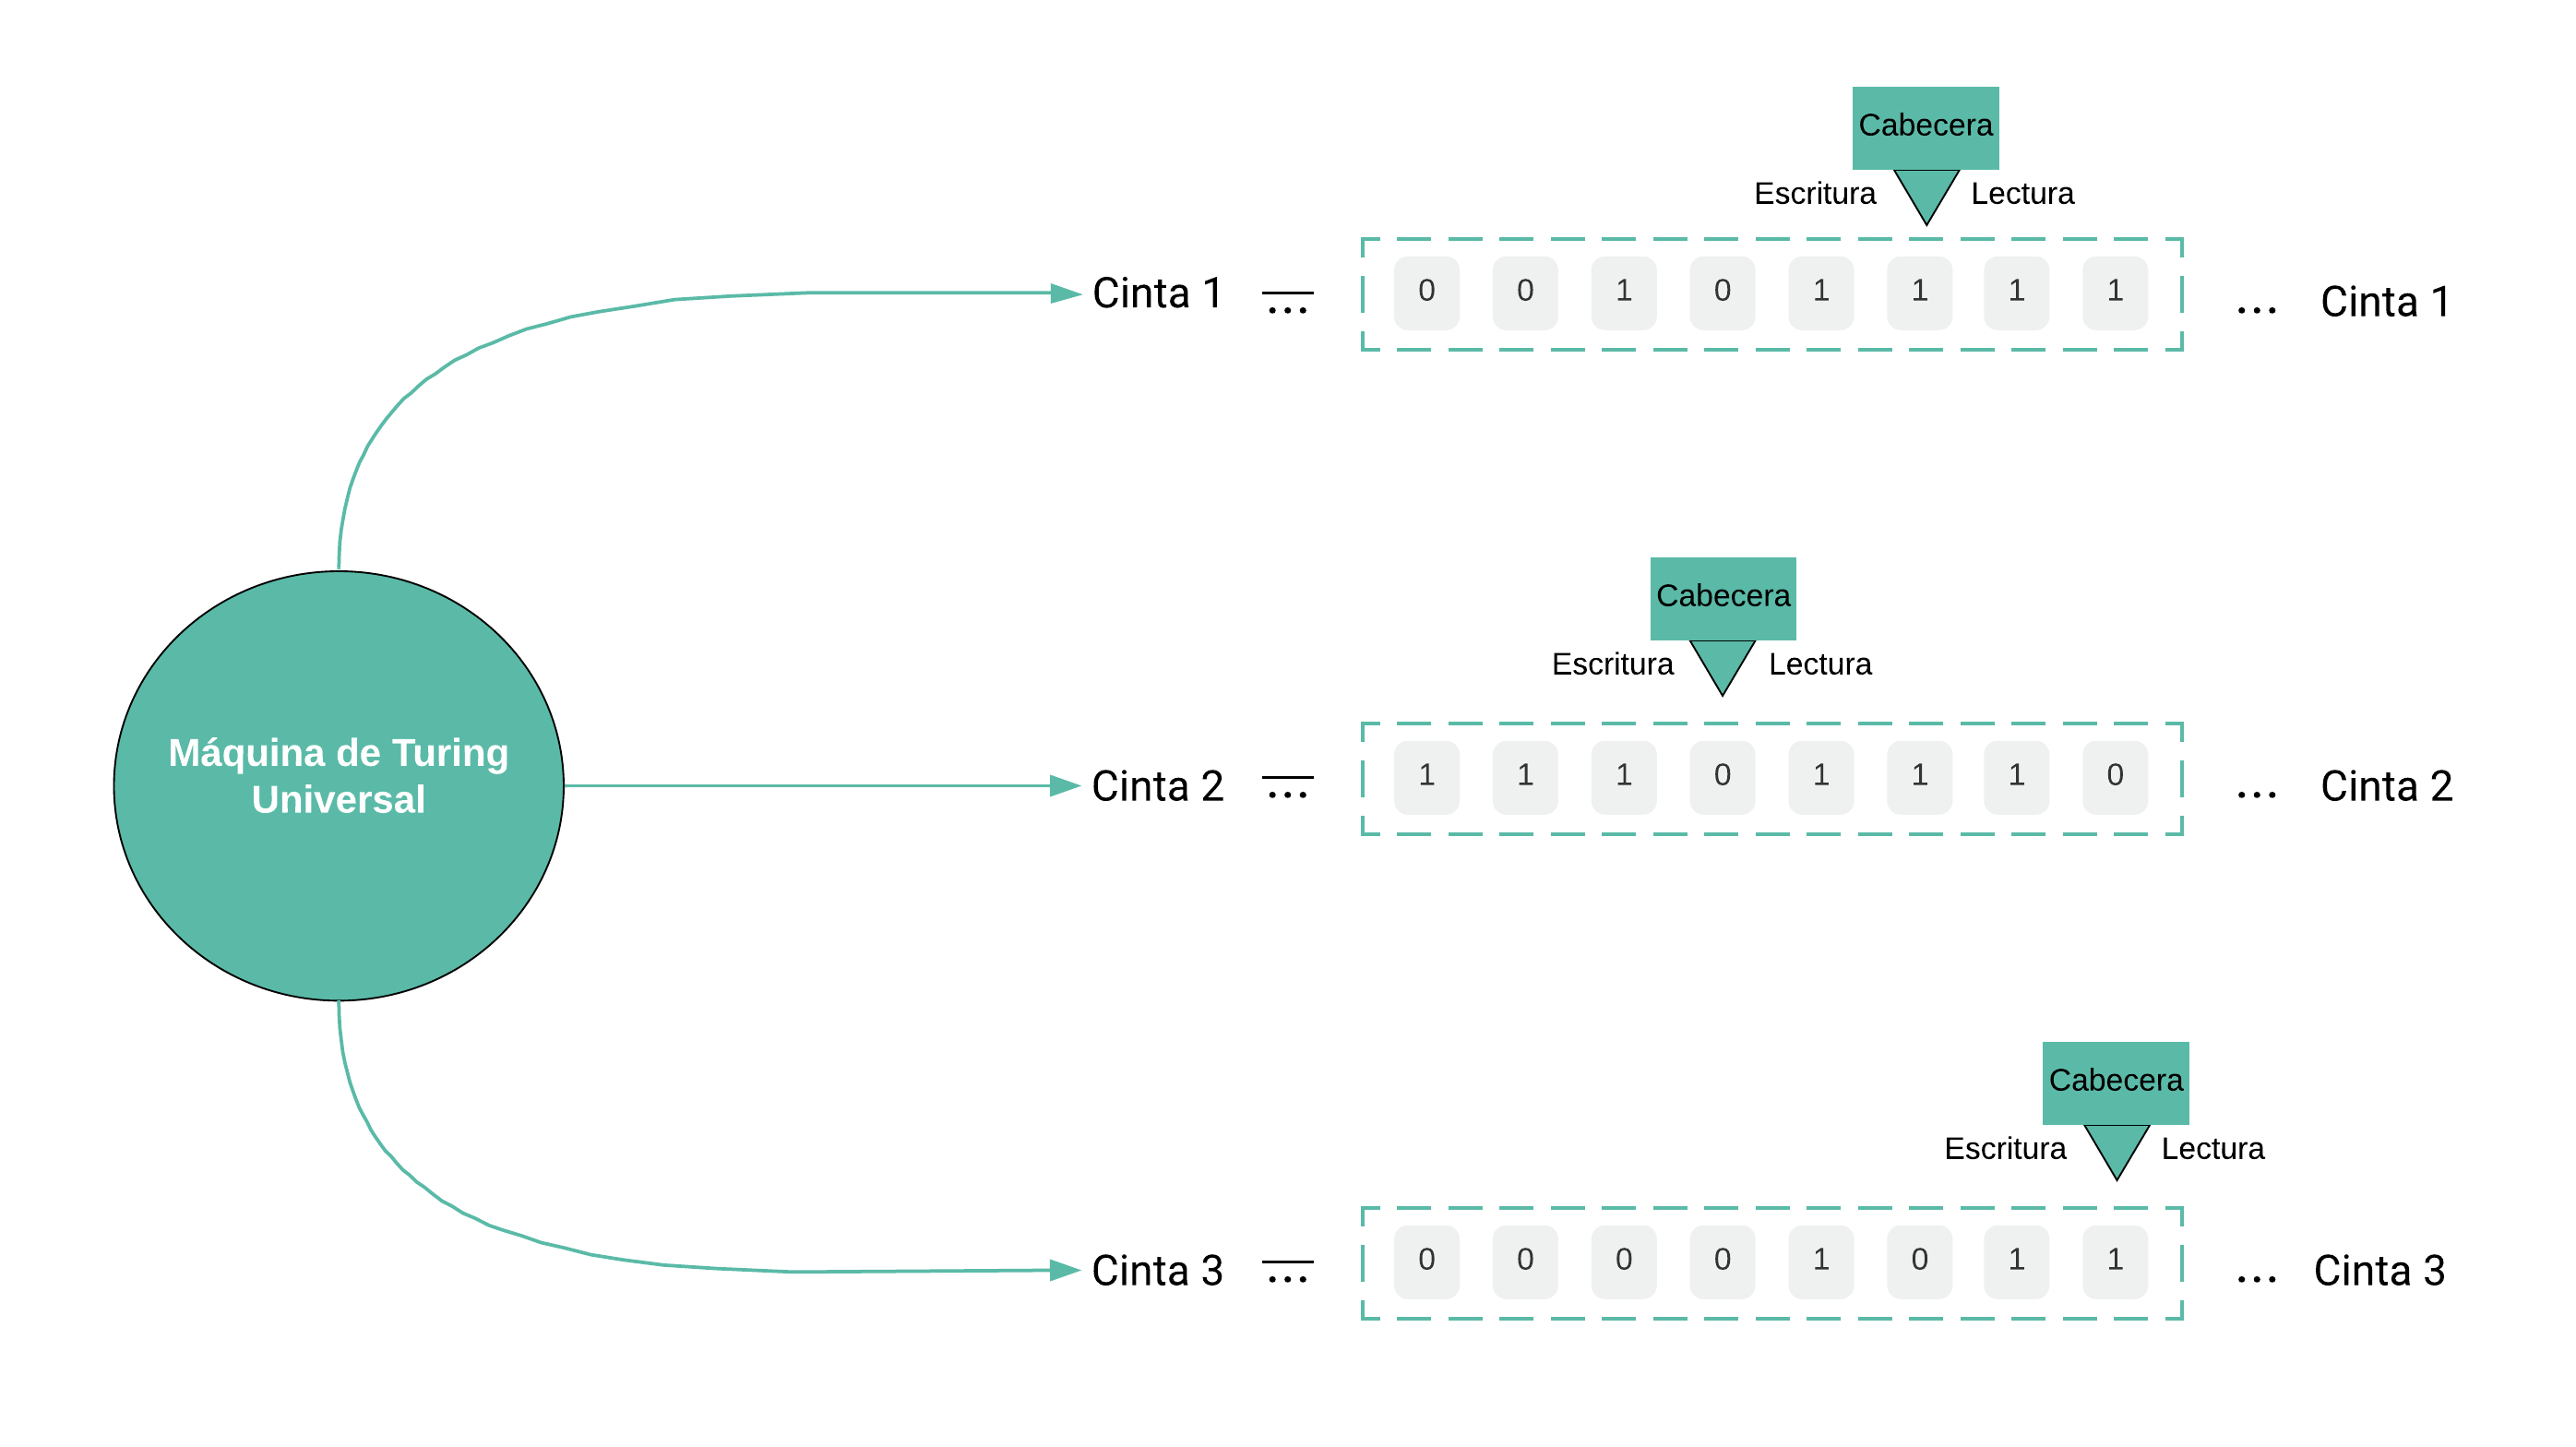 Cabecera
Escritura Lectura
Cinta 1 ... 0 0 1 0 1 1 1 1 ... Cinta 1
Cabecera
Escritura Lectura
Máquina de Turing
Universal
Cinta 2 ... 1 1 1 0 1 1 1 0 ... Cinta 2
Cabecera
Escritura Lectura
Cinta 3 ... 0 0 0 0 1 0 1 1 ... Cinta 3